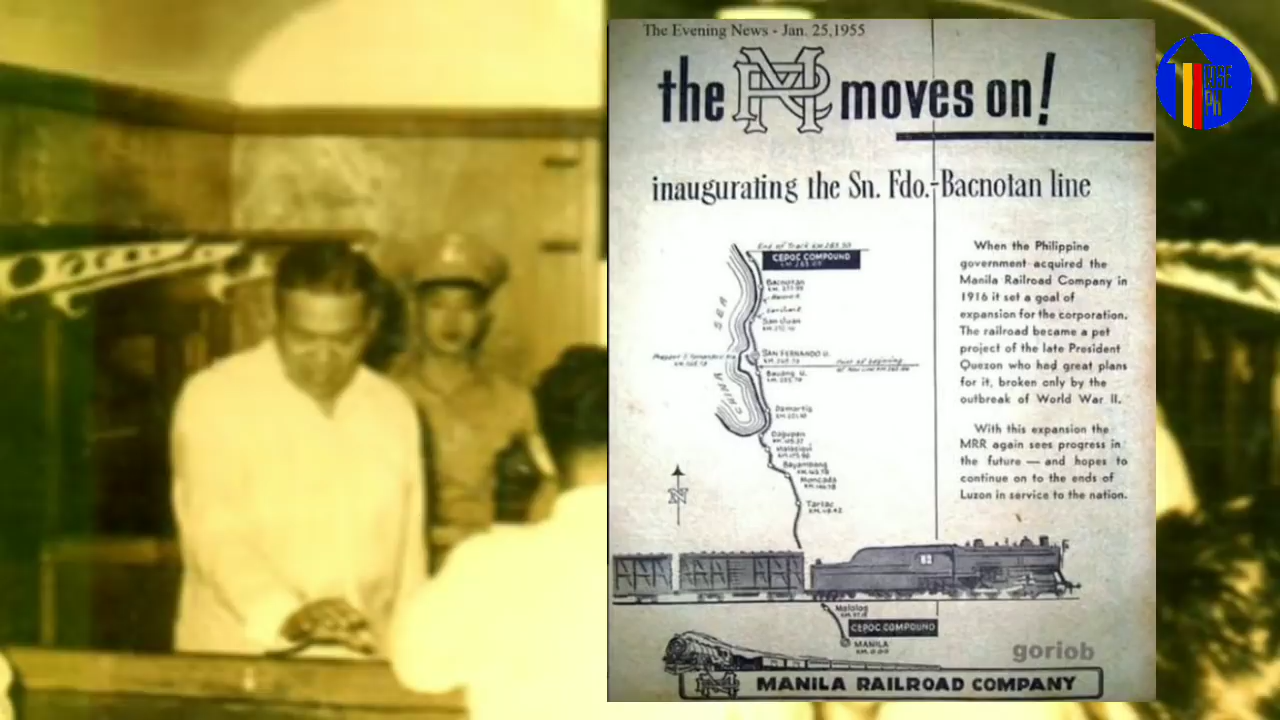 The Evening News - Jan. 25,1955
the MRR moves on!
inaugurating the Sn. Fdo.-Bacnotan line
RISE
PH
When the Philippine
government acquired the
Manila Railroad Company in
1916 it set a goal of
expansion for the corporation.
The railroad became a pet
project of the late President
Quezon who had great plans
for it, broken only by the
outbreak of World War II.
With this expansion the
MRR again sees progress in
the future — and hopes to
continue on to the ends of
Luzon in service to the nation.
End of Track
CEPOC COMPOUND
Bacnotan
San Juan
SEA
SAN FERNANDO U.
Point of beginning
Bauang U.
CHINA
Damortis
Dagupan
Malasiqui
Bayambang
Moncada
N
Tarlac
Malolos
CEPOC COMPOUND
MANILA
goriob
MANILA RAILROAD COMPANY